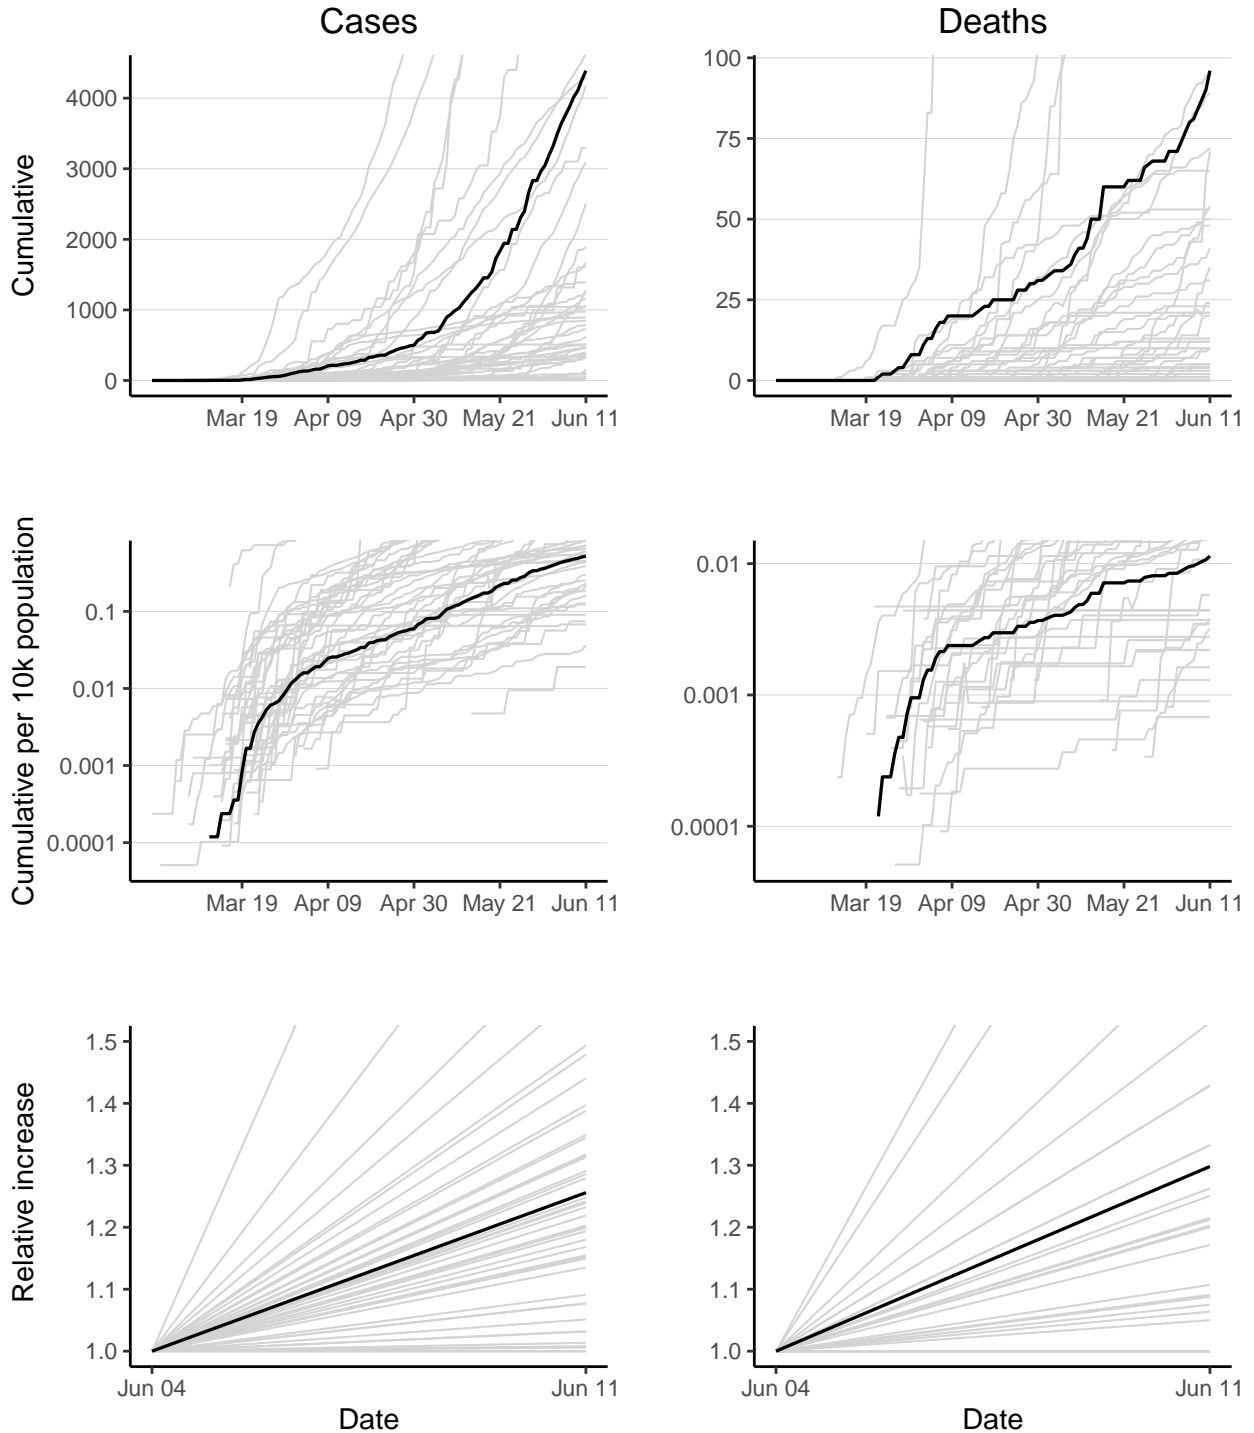 Cases
Deaths
Cumulative
4000
3000
2000
1000
0
Mar 19 Apr 09 Apr 30 May 21 Jun 11
100
75
50
25
0
Mar 19 Apr 09 Apr 30 May 21 Jun 11
Cumulative per 10k population
0.1
0.01
0.001
0.0001
Mar 19 Apr 09 Apr 30 May 21 Jun 11
0.01
0.001
0.0001
Mar 19 Apr 09 Apr 30 May 21 Jun 11
Relative increase
1.5
1.4
1.3
1.2
1.1
1.0
Jun 04 Jun 11
Date
1.5
1.4
1.3
1.2
1.1
1.0
Jun 04 Jun 11
Date